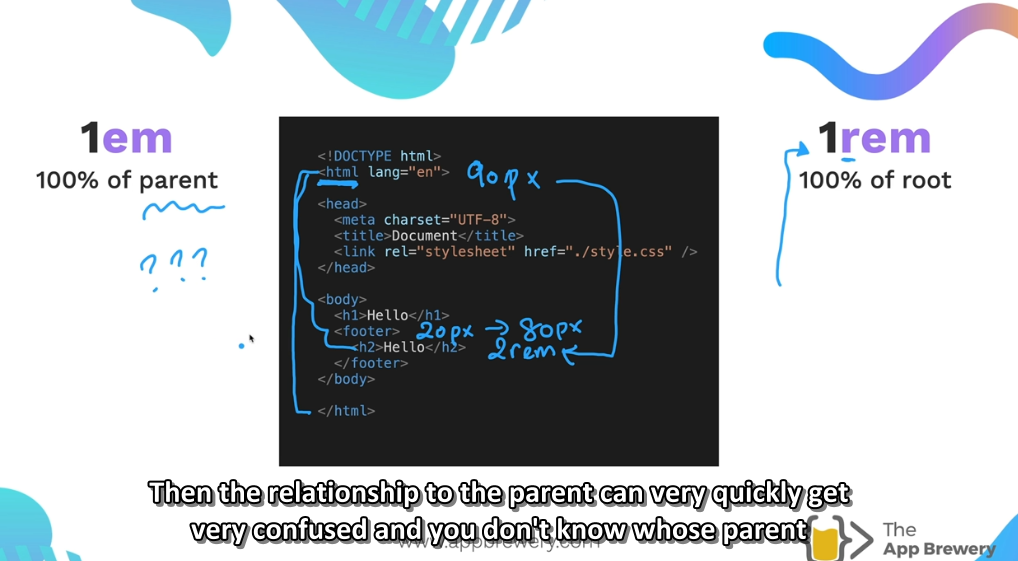 1em
100% of parent
???
<!DOCTYPE html>
<html lang="en"> 90px
<head>
<meta charset="UTF-8">
<title>Document</title>
<link rel="stylesheet" href="./style.css" />
</head>
<body>
<h1>Hello</h1>
<footer> 20px → 80px
<h2>Hello</h2> 2rem
</footer>
</body>
</html>
1rem
100% of root
Then the relationship to the parent can very quickly get
very confused and you don't know whose parent
www.appbrewery.com
The
App Brewery